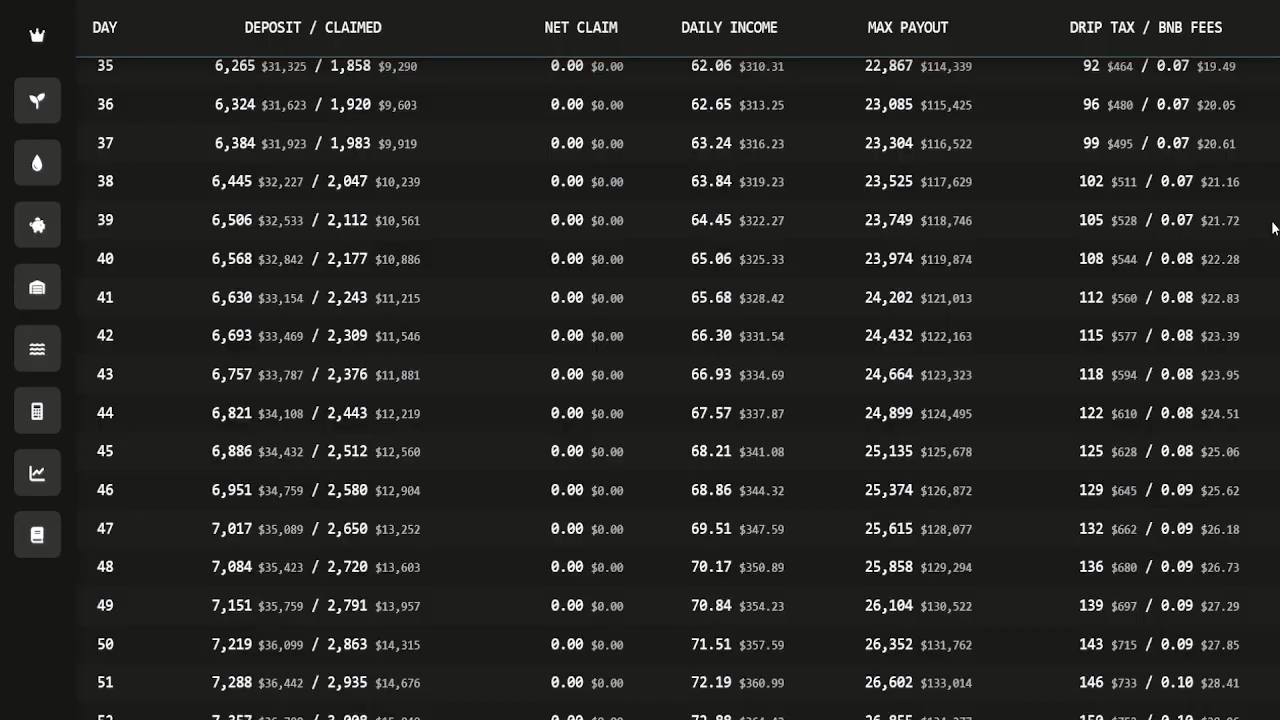 DAY DEPOSIT / CLAIMED NET CLAIM DAILY INCOME MAX PAYOUT DRIP TAX / BNB FEES
35 6,265 $31,325 / 1,858 $9,290 0.00 $0.00 62.06 $310.31 22,867 $114,339 92 $464 / 0.07 $19.49
36 6,324 $31,623 / 1,920 $9,603 0.00 $0.00 62.65 $313.25 23,085 $115,425 96 $480 / 0.07 $20.05
37 6,384 $31,923 / 1,983 $9,919 0.00 $0.00 63.24 $316.23 23,304 $116,522 99 $495 / 0.07 $20.61
38 6,445 $32,227 / 2,047 $10,239 0.00 $0.00 63.84 $319.23 23,525 $117,629 102 $511 / 0.07 $21.16
39 6,506 $32,533 / 2,112 $10,561 0.00 $0.00 64.45 $322.27 23,749 $118,746 105 $528 / 0.07 $21.72
40 6,568 $32,842 / 2,177 $10,886 0.00 $0.00 65.06 $325.33 23,974 $119,874 108 $544 / 0.08 $22.28
41 6,630 $33,154 / 2,243 $11,215 0.00 $0.00 65.68 $328.42 24,202 $121,013 112 $560 / 0.08 $22.83
42 6,693 $33,469 / 2,309 $11,546 0.00 $0.00 66.30 $331.54 24,432 $122,163 115 $577 / 0.08 $23.39
43 6,757 $33,787 / 2,376 $11,881 0.00 $0.00 66.93 $334.69 24,664 $123,323 118 $594 / 0.08 $23.95
44 6,821 $34,108 / 2,443 $12,219 0.00 $0.00 67.57 $337.87 24,899 $124,495 122 $610 / 0.08 $24.51
45 6,886 $34,432 / 2,512 $12,560 0.00 $0.00 68.21 $341.08 25,135 $125,678 125 $628 / 0.08 $25.06
46 6,951 $34,759 / 2,580 $12,904 0.00 $0.00 68.86 $344.32 25,374 $126,872 129 $645 / 0.09 $25.62
47 7,017 $35,089 / 2,650 $13,252 0.00 $0.00 69.51 $347.59 25,615 $128,077 132 $662 / 0.09 $26.18
48 7,084 $35,423 / 2,720 $13,603 0.00 $0.00 70.17 $350.89 25,858 $129,294 136 $680 / 0.09 $26.73
49 7,151 $35,759 / 2,791 $13,957 0.00 $0.00 70.84 $354.23 26,104 $130,522 139 $697 / 0.09 $27.29
50 7,219 $36,099 / 2,863 $14,315 0.00 $0.00 71.51 $357.59 26,352 $131,762 143 $715 / 0.09 $27.85
51 7,288 $36,442 / 2,935 $14,676 0.00 $0.00 72.19 $360.99 26,602 $133,014 146 $733 / 0.10 $28.41